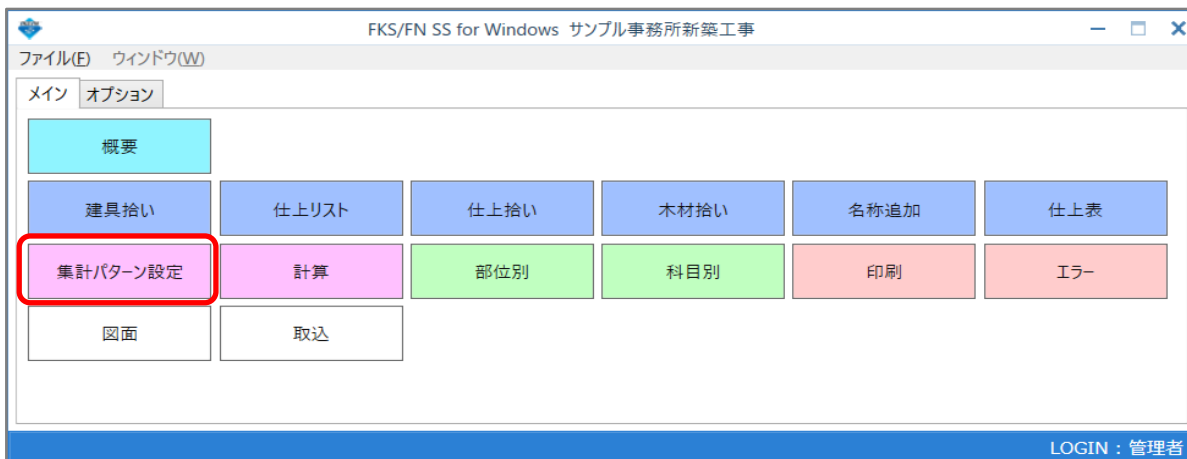 FKS/FN SS for Windows サンプル事務所新築工事
ファイル(F) ウィンドウ(W)
メイン オプション
概要
建具拾い 仕上リスト 仕上拾い 木材拾い 名称追加 仕上表
集計パターン設定 計算 部位別 科目別 印刷 エラー
図面 取込
LOGIN : 管理者